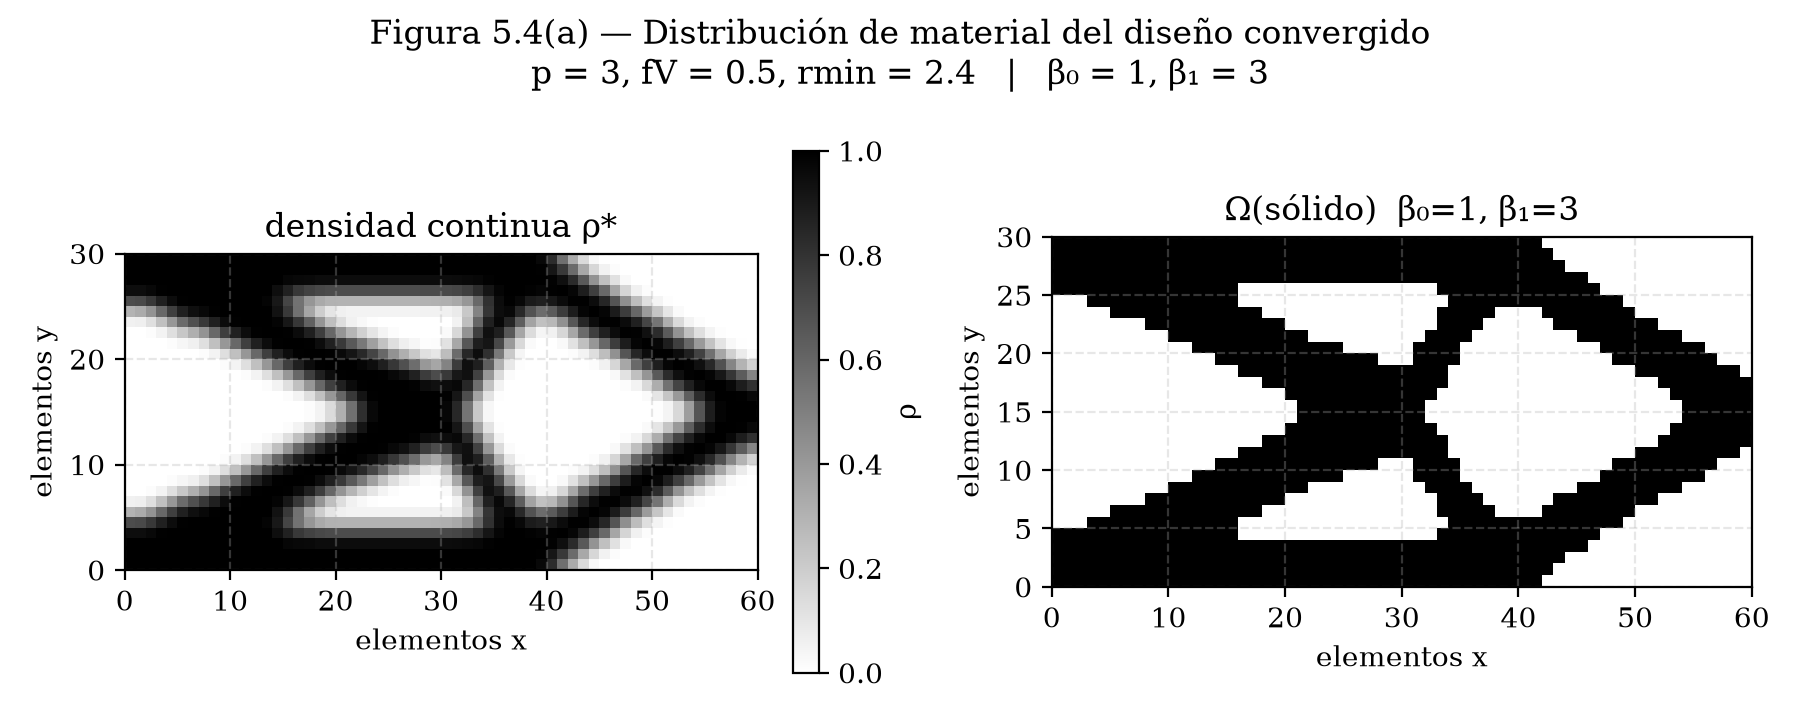 Figura 5.4(a) — Distribución de material del diseño convergido
p = 3, fV = 0.5, rmin = 2.4 | β₀ = 1, β₁ = 3
densidad continua ρ*
30
20
10
0
0 10 20 30 40 50 60
elementos y
elementos x
1.0
0.8
0.6
0.4
0.2
0.0
ρ
Ω(sólido) β₀=1, β₁=3
30
25
20
15
10
5
0
0 10 20 30 40 50 60
elementos y
elementos x